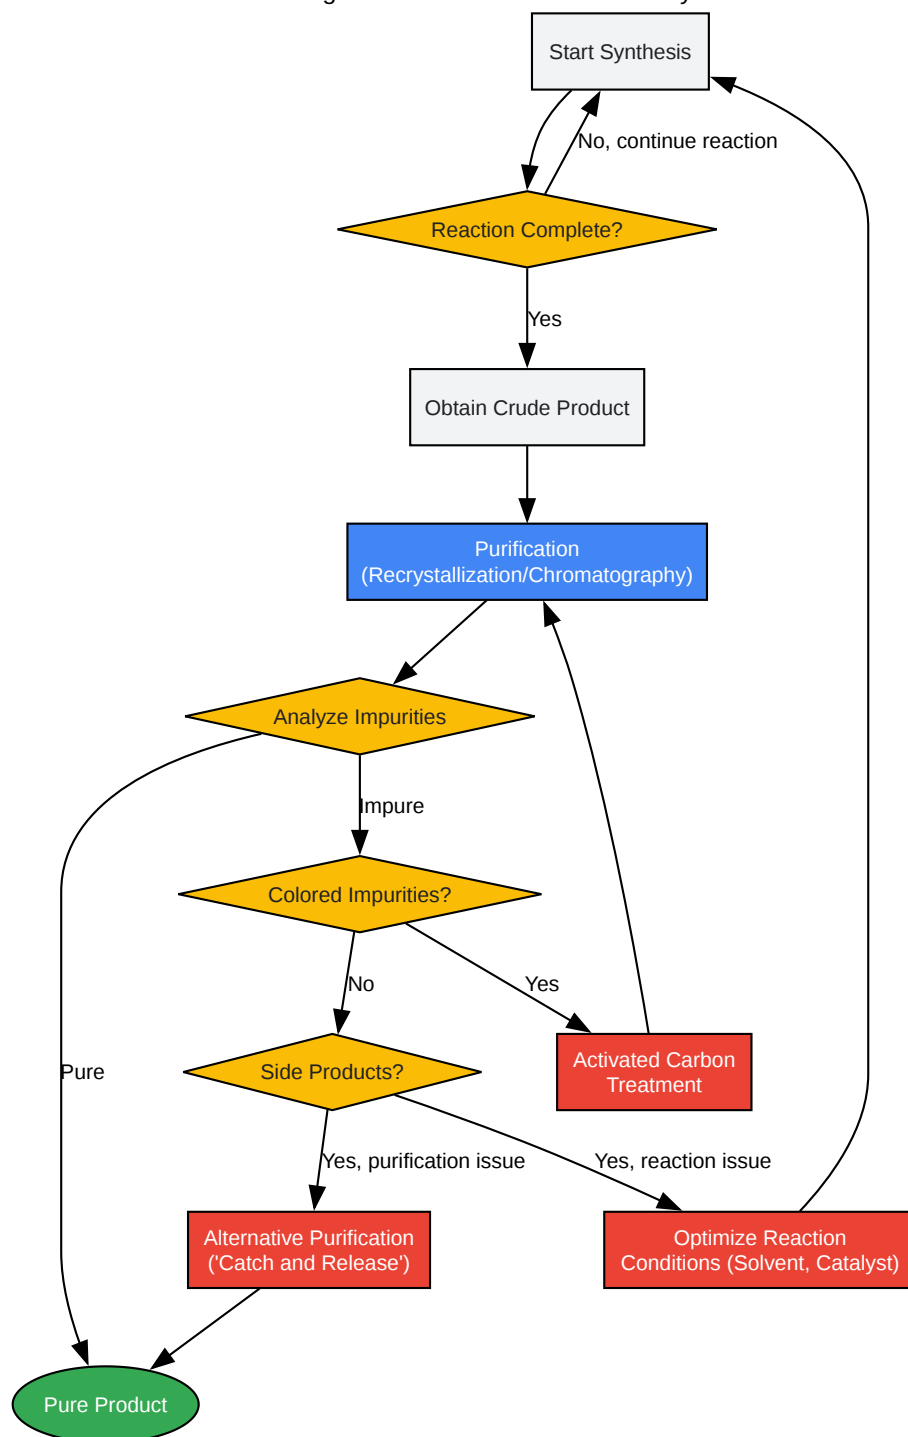 Start Synthesis
No, continue reaction
Reaction Complete?
Yes
Obtain Crude Product
Purification
(Recrystallization/Chromatography)
Analyze Impurities
Impure
Colored Impurities?
No
Yes
Pure
Side Products?
Activated Carbon
Treatment
Yes, purification issue
Yes, reaction issue
Alternative Purification
('Catch and Release')
Optimize Reaction
Conditions (Solvent, Catalyst)
Pure Product